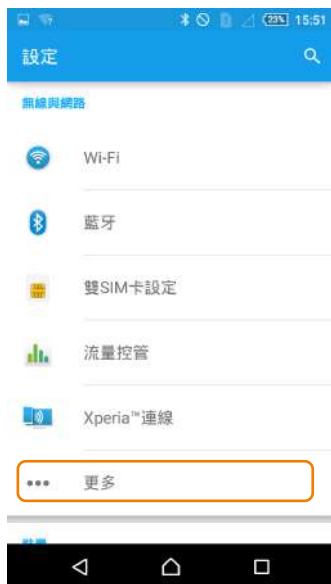 23% 15:51
設定
無線與網路
Wi-Fi
藍牙
雙SIM卡設定
流量控管
Xperia™連線
更多